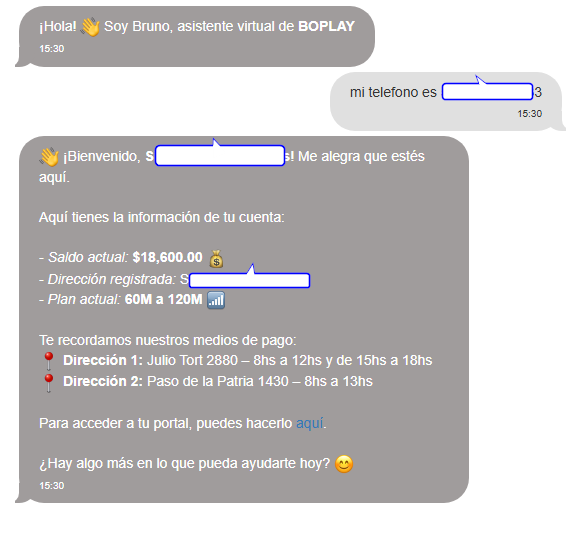 ¡Hola! 👋 Soy Bruno, asistente virtual de BOPLAY
15:30
mi telefono es 3
15:30
👋 ¡Bienvenido, S s! Me alegra que estés
aquí.
Aquí tienes la información de tu cuenta:
- Saldo actual: $18,600.00 💰
- Dirección registrada: S
- Plan actual: 60M a 120M 📶
Te recordamos nuestros medios de pago:
📍 Dirección 1: Julio Tort 2880 – 8hs a 12hs y de 15hs a 18hs
📍 Dirección 2: Paso de la Patria 1430 – 8hs a 13hs
Para acceder a tu portal, puedes hacerlo aquí.
¿Hay algo más en lo que pueda ayudarte hoy? 😊
15:30